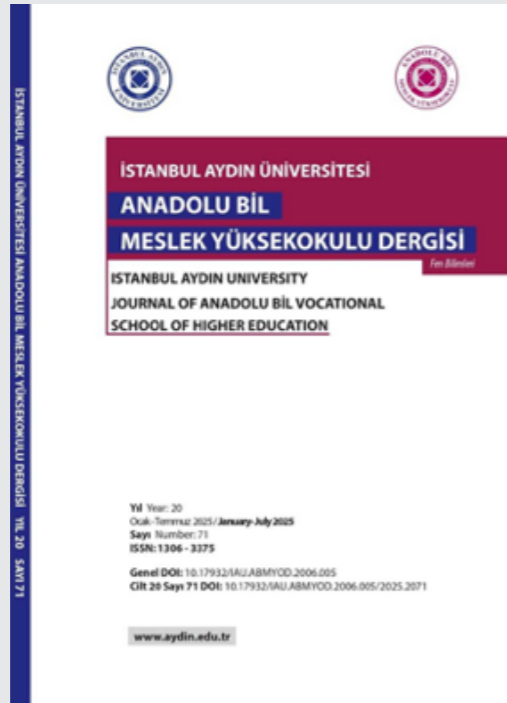 İSTANBUL AYDIN ÜNİVERSİTESİ ANADOLU BİL MESLEK YÜKSEKOKULU DERGİSİ YIL 20 SAYI 71
İSTANBUL AYDIN ÜNİVERSİTESİ
ANADOLU BİL
MESLEK YÜKSEKOKULU DERGİSİ
Fen Bilimleri
ISTANBUL AYDIN UNIVERSITY
JOURNAL OF ANADOLU BİL VOCATIONAL
SCHOOL OF HIGHER EDUCATION
Yıl Year: 20
Ocak-Temmuz 2025 / January-July 2025
Sayı Number: 71
ISSN: 1306 - 3375
Genel DOI: 10.17932/IAU.ABMYOD.2006.005
Cilt 20 Sayı 71 DOI: 10.17932/IAU.ABMYOD.2006.005/2025.2071
www.aydin.edu.tr